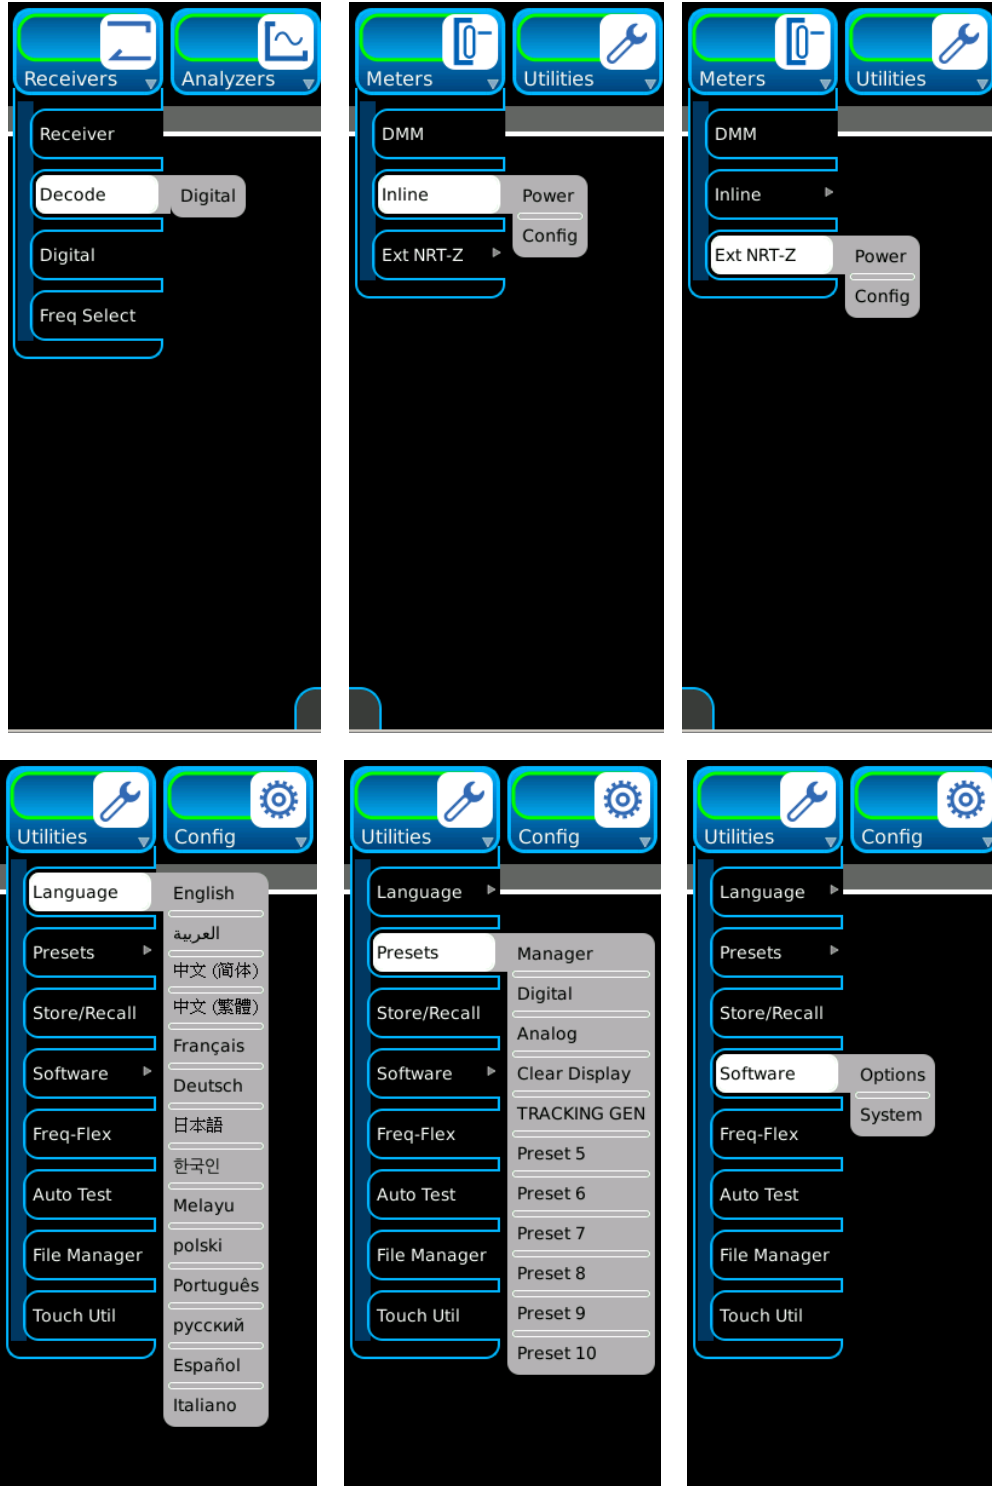 Receivers
Analyzers
Receiver
Decode
Digital
Digital
Freq Select
Meters
Utilities
DMM
Inline
Power
Config
Ext NRT-Z
Meters
Utilities
DMM
Inline
Ext NRT-Z
Power
Config
Utilities
Config
Language
English
العربية
中文 (简体)
中文 (繁體)
Français
Deutsch
日本語
한국인
Melayu
polski
Português
русский
Español
Italiano
Presets
Store/Recall
Software
Freq-Flex
Auto Test
File Manager
Touch Util
Utilities
Config
Language
Presets
Manager
Digital
Analog
Clear Display
TRACKING GEN
Preset 5
Preset 6
Preset 7
Preset 8
Preset 9
Preset 10
Store/Recall
Software
Freq-Flex
Auto Test
File Manager
Touch Util
Utilities
Config
Language
Presets
Store/Recall
Software
Options
System
Freq-Flex
Auto Test
File Manager
Touch Util